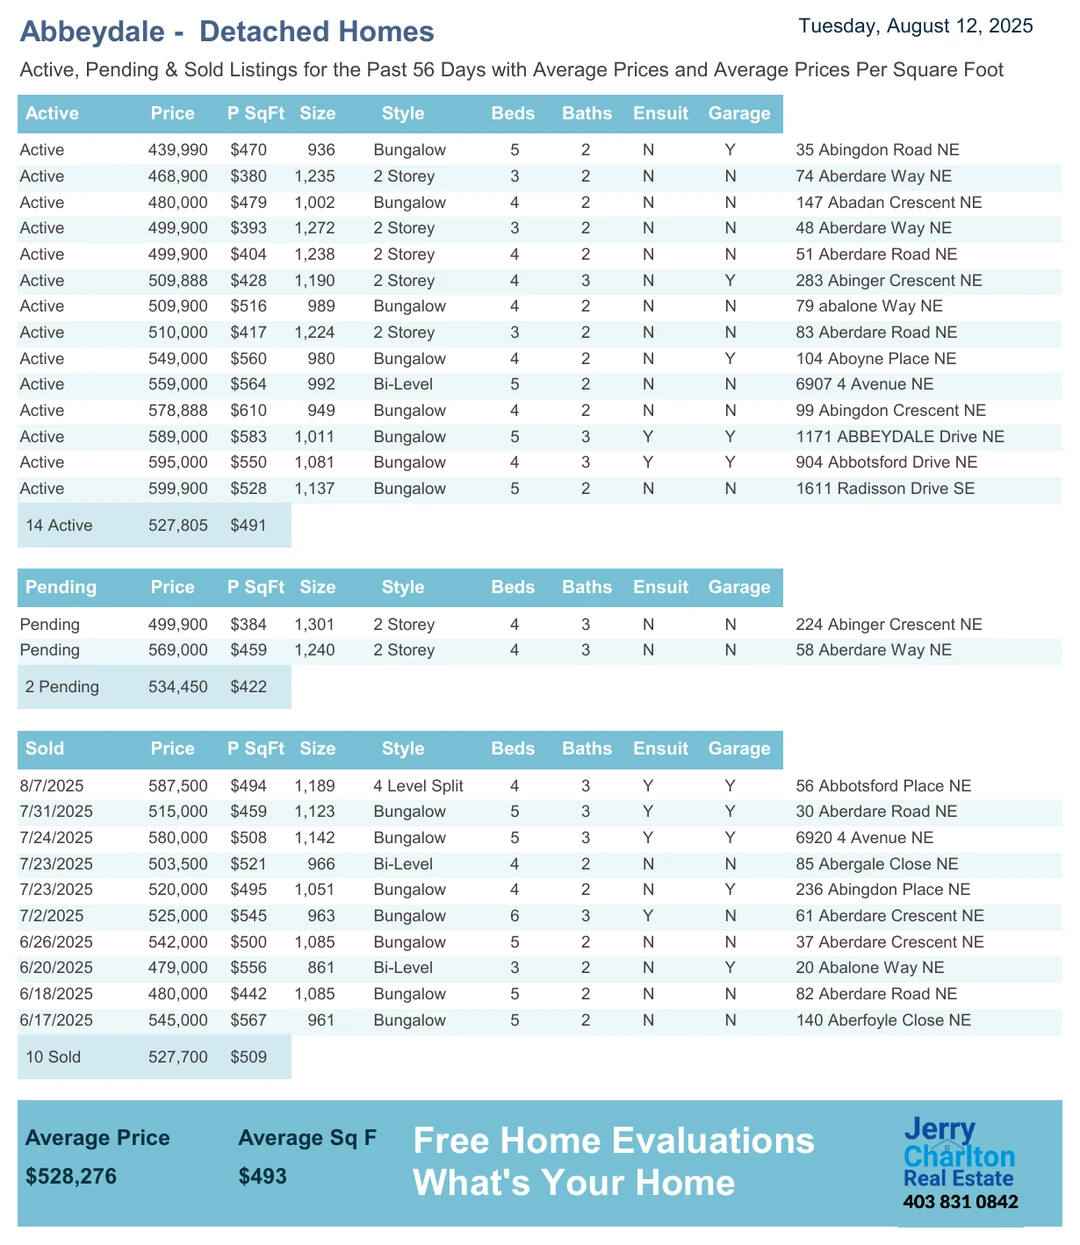 Abbeydale - Detached Homes
Tuesday, August 12, 2025
Active, Pending & Sold Listings for the Past 56 Days with Average Prices and Average Prices Per Square Foot
Active Price P SqFt Size Style Beds Baths Ensuit Garage
Active 439,990 $470 936 Bungalow 5 2 N Y 35 Abingdon Road NE
Active 468,900 $380 1,235 2 Storey 3 2 N N 74 Aberdare Way NE
Active 480,000 $479 1,002 Bungalow 4 2 N N 147 Abadan Crescent NE
Active 499,900 $393 1,272 2 Storey 3 2 N N 48 Aberdare Way NE
Active 499,900 $404 1,238 2 Storey 4 2 N N 51 Aberdare Road NE
Active 509,888 $428 1,190 2 Storey 4 3 N Y 283 Abinger Crescent NE
Active 509,900 $516 989 Bungalow 4 2 N N 79 abalone Way NE
Active 510,000 $417 1,224 2 Storey 3 2 N N 83 Aberdare Road NE
Active 549,000 $560 980 Bungalow 4 2 N Y 104 Aboyne Place NE
Active 559,000 $564 992 Bi-Level 5 2 N N 6907 4 Avenue NE
Active 578,888 $610 949 Bungalow 4 2 N N 99 Abingdon Crescent NE
Active 589,000 $583 1,011 Bungalow 5 3 Y Y 1171 ABBEYDALE Drive NE
Active 595,000 $550 1,081 Bungalow 4 3 Y Y 904 Abbotsford Drive NE
Active 599,900 $528 1,137 Bungalow 5 2 N N 1611 Radisson Drive SE
14 Active 527,805 $491
Pending Price P SqFt Size Style Beds Baths Ensuit Garage
Pending 499,900 $384 1,301 2 Storey 4 3 N N 224 Abinger Crescent NE
Pending 569,000 $459 1,240 2 Storey 4 3 N N 58 Aberdare Way NE
2 Pending 534,450 $422
Sold Price P SqFt Size Style Beds Baths Ensuit Garage
8/7/2025 587,500 $494 1,189 4 Level Split 4 3 Y Y 56 Abbotsford Place NE
7/31/2025 515,000 $459 1,123 Bungalow 5 3 Y Y 30 Aberdare Road NE
7/24/2025 580,000 $508 1,142 Bungalow 5 3 Y Y 6920 4 Avenue NE
7/23/2025 503,500 $521 966 Bi-Level 4 2 N N 85 Abergale Close NE
7/23/2025 520,000 $495 1,051 Bungalow 4 2 N Y 236 Abingdon Place NE
7/2/2025 525,000 $545 963 Bungalow 6 3 Y N 61 Aberdare Crescent NE
6/26/2025 542,000 $500 1,085 Bungalow 5 2 N N 37 Aberdare Crescent NE
6/20/2025 479,000 $556 861 Bi-Level 3 2 N Y 20 Abalone Way NE
6/18/2025 480,000 $442 1,085 Bungalow 5 2 N N 82 Aberdare Road NE
6/17/2025 545,000 $567 961 Bungalow 5 2 N N 140 Aberfoyle Close NE
10 Sold 527,700 $509
Average Price Average Sq F
$528,276 $493
Free Home Evaluations
What's Your Home
Jerry
Charlton
Real Estate
403 831 0842